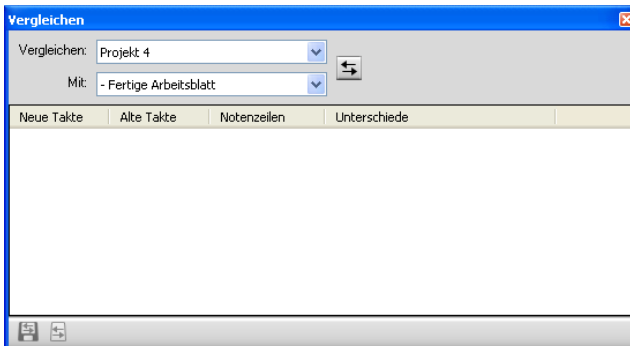 Vergleichen
Vergleichen: Projekt 4
Mit: - Fertige Arbeitsblatt
Neue Takte Alte Takte Notenzeilen Unterschiede